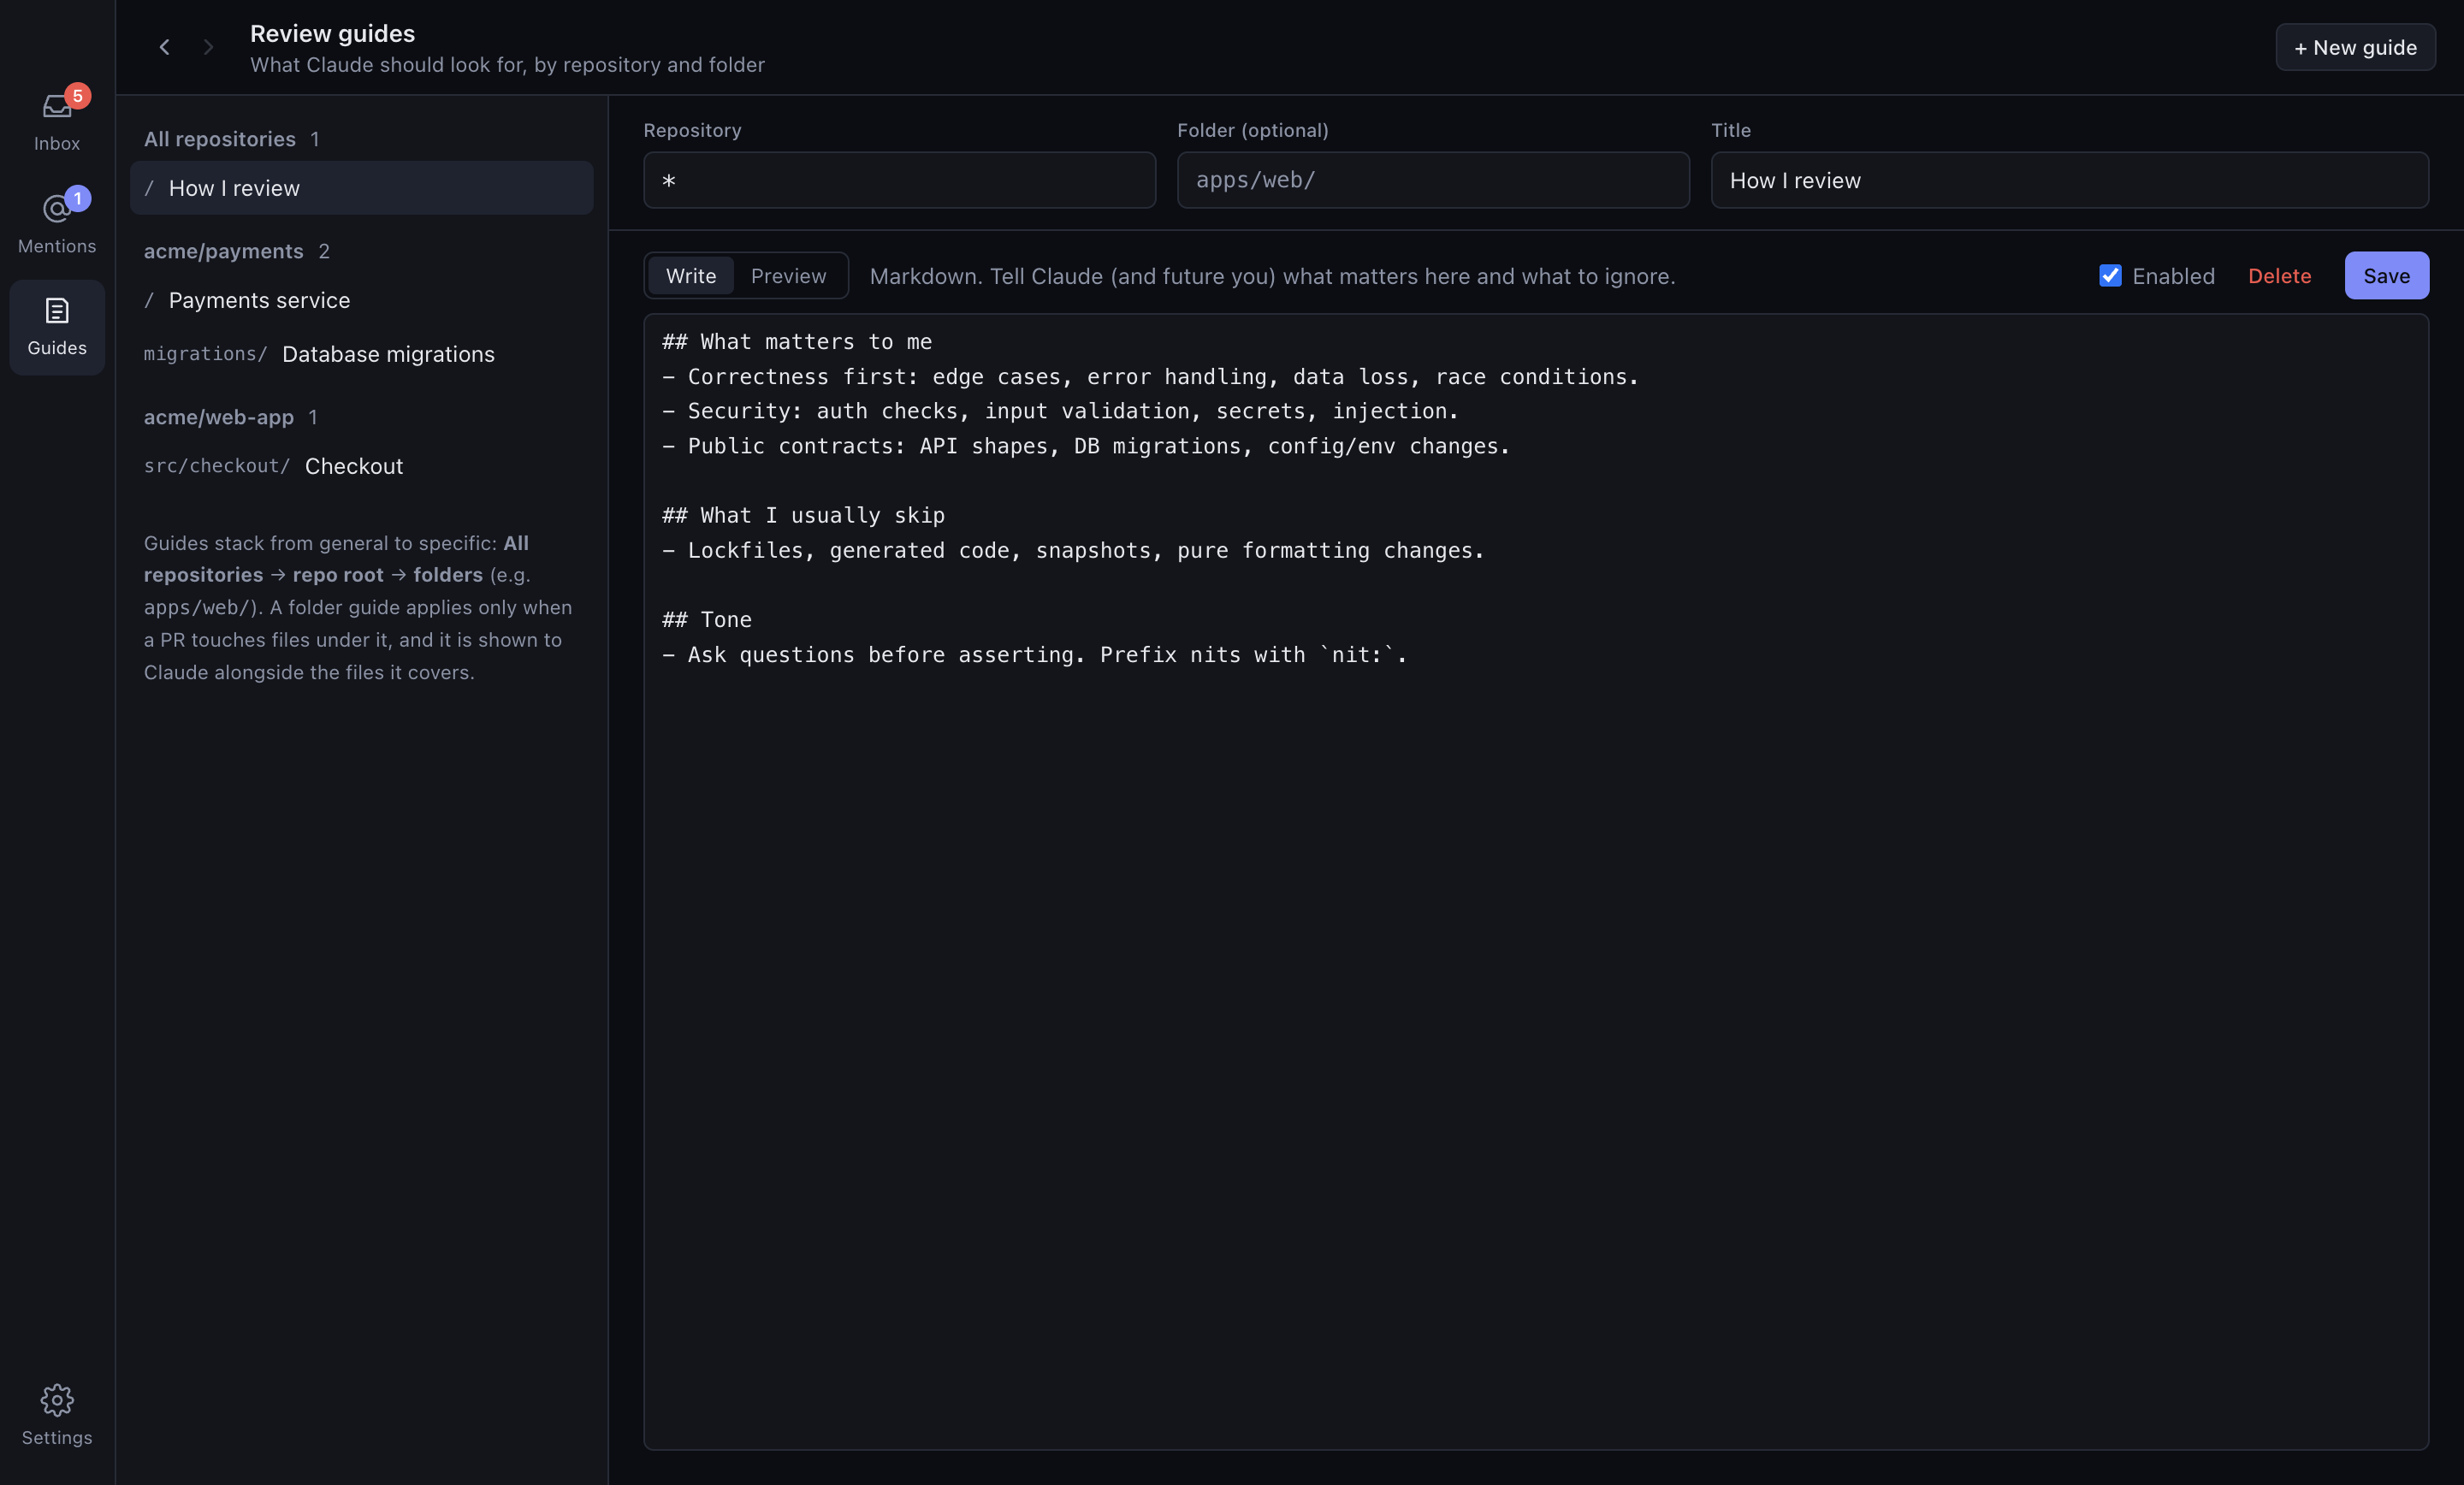 Review guides
What Claude should look for, by repository and folder
+ New guide
5
Inbox
1
Mentions
Guides
Settings
All repositories 1
/ How I review
acme/payments 2
/ Payments service
migrations/ Database migrations
acme/web-app 1
src/checkout/ Checkout
Guides stack from general to specific: All
repositories → repo root → folders (e.g.
apps/web/). A folder guide applies only when
a PR touches files under it, and it is shown to
Claude alongside the files it covers.
Repository
*
Folder (optional)
apps/web/
Title
How I review
Write Preview Markdown. Tell Claude (and future you) what matters here and what to ignore. Enabled Delete Save
## What matters to me
- Correctness first: edge cases, error handling, data loss, race conditions.
- Security: auth checks, input validation, secrets, injection.
- Public contracts: API shapes, DB migrations, config/env changes.
## What I usually skip
- Lockfiles, generated code, snapshots, pure formatting changes.
## Tone
- Ask questions before asserting. Prefix nits with `nit:`.